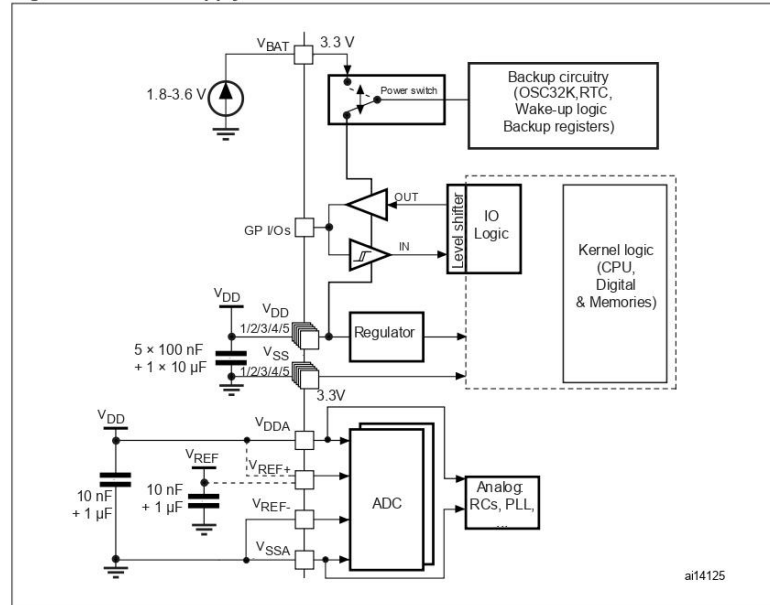 VBAT
3.3 V
1.8-3.6 V
Power switch
Backup circuitry
(OSC32K,RTC,
Wake-up logic
Backup registers)
GP I/Os
OUT
IN
Level shifter
IO
Logic
Kernel logic
(CPU,
Digital
& Memories)
VDD
VDD
1/2/3/4/5
Regulator
5 × 100 nF
+ 1 × 10 µF
VSS
1/2/3/4/5
3.3V
VDD
VDDA
VREF
VREF+
10 nF
+ 1 µF
10 nF
+ 1 µF
VREF-
VSSA
ADC
Analog:
RCs, PLL,
...
ai14125